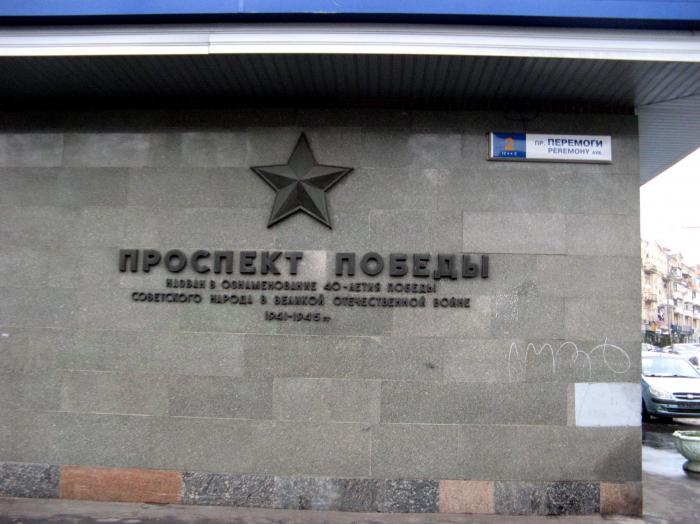 2
ПР. ПЕРЕМОГИ
PEREMOHY AVE.
ПРОСПЕКТ ПОБЕДЫ
НАЗВАН В ОЗНАМЕНОВАНИЕ 40-ЛЕТИЯ ПОБЕДЫ
СОВЕТСКОГО НАРОДА В ВЕЛИКОЙ ОТЕЧЕСТВЕННОЙ ВОЙНЕ
1941-1945 гг